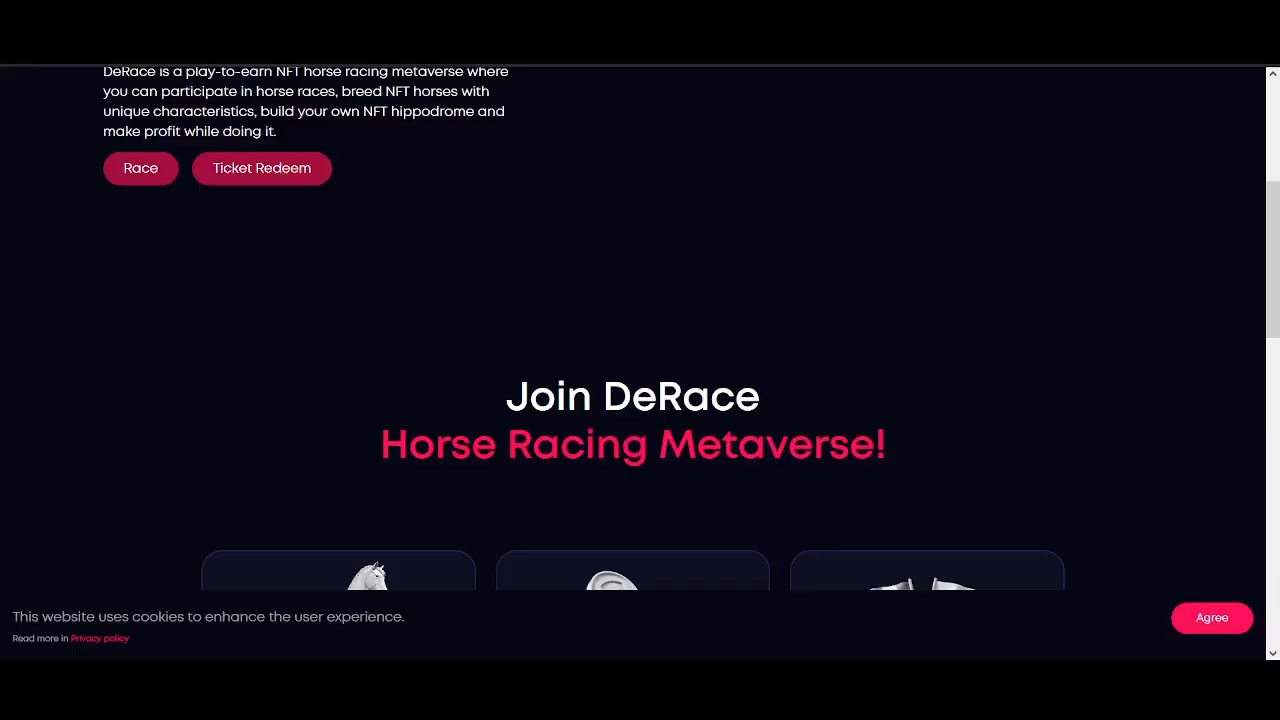 DeRace is a play-to-earn NFT horse racing metaverse where
you can participate in horse races, breed NFT horses with
unique characteristics, build your own NFT hippodrome and
make profit while doing it.
Race
Ticket Redeem
Join DeRace
Horse Racing Metaverse!
This website uses cookies to enhance the user experience.
Read more in Privacy policy
Agree